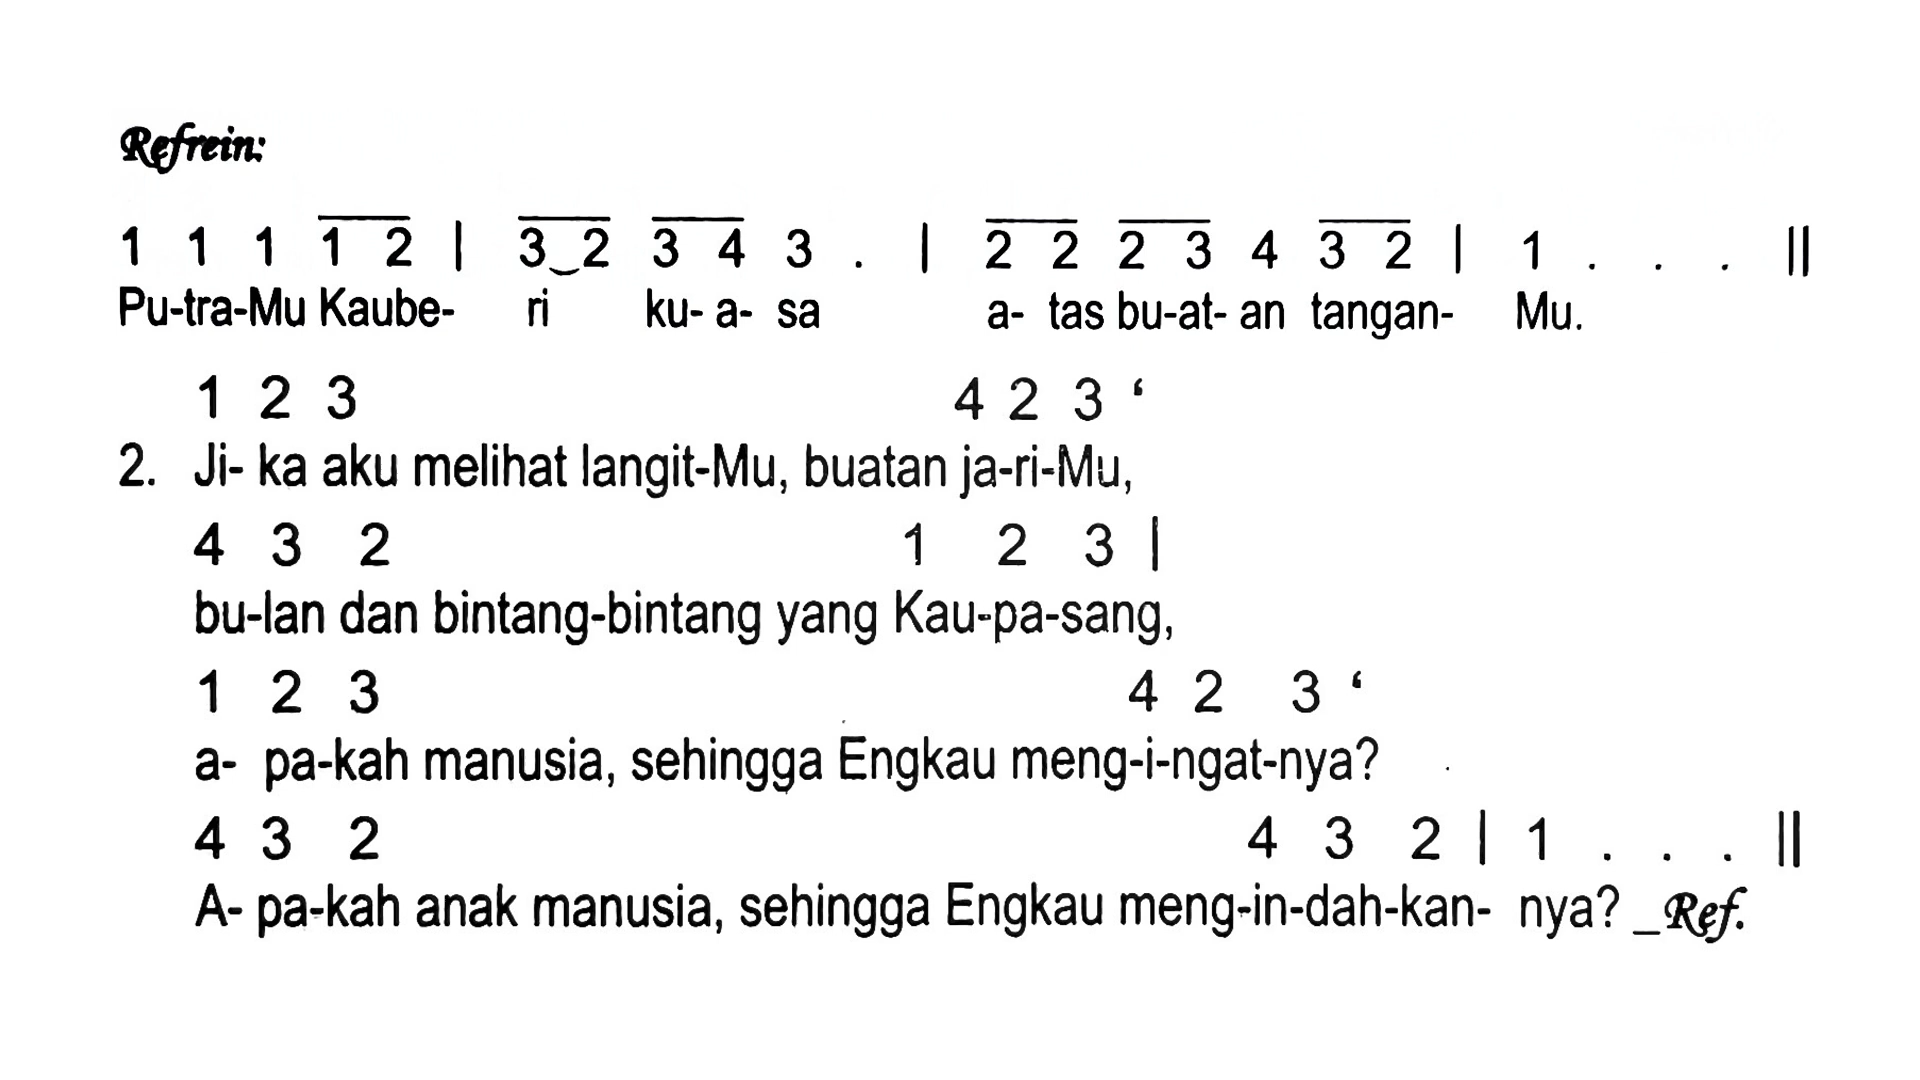 Refrein:
1 1 1 1 2 | 3 2 3 4 3 . | 2 2 2 3 4 3 2 | 1 . . . ||
Pu-tra-Mu Kaube- ri ku- a- sa a- tas bu-at- an tangan- Mu.
1 2 3 4 2 3 ‘
2. Ji- ka aku melihat langit-Mu, buatan ja-ri-Mu,
4 3 2 1 2 3 |
bu-lan dan bintang-bintang yang Kau-pa-sang,
1 2 3 4 2 3 ‘
a- pa-kah manusia, sehingga Engkau meng-i-ngat-nya?
4 3 2 4 3 2 | 1 . . . ||
A- pa-kah anak manusia, sehingga Engkau meng-in-dah-kan- nya? _Ref.